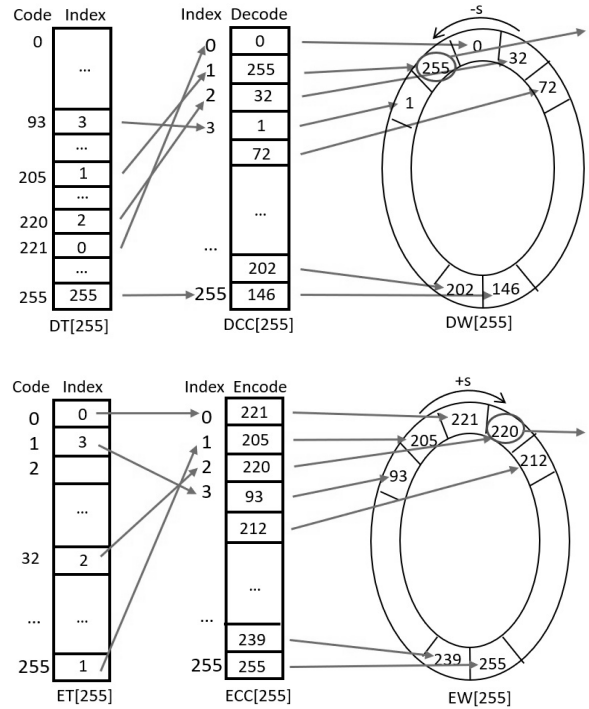 Code Index Index Decode -s
0 ... 0 0 0
1 255 255 32
2 32 72
93 3 3 1 1
... 72
205 1
...
220 2 ...
221 0 ...
... 202
255 255 255 146 202 146
DT[255] DCC[255] DW[255]
Code Index Index Encode +s
0 0 0 221 221
1 3 1 205 205 220
2 2 220 212
3 93 93
... 212
32 2
... ...
... ... 239
255 1 255 255 239 255
ET[255] ECC[255] EW[255]